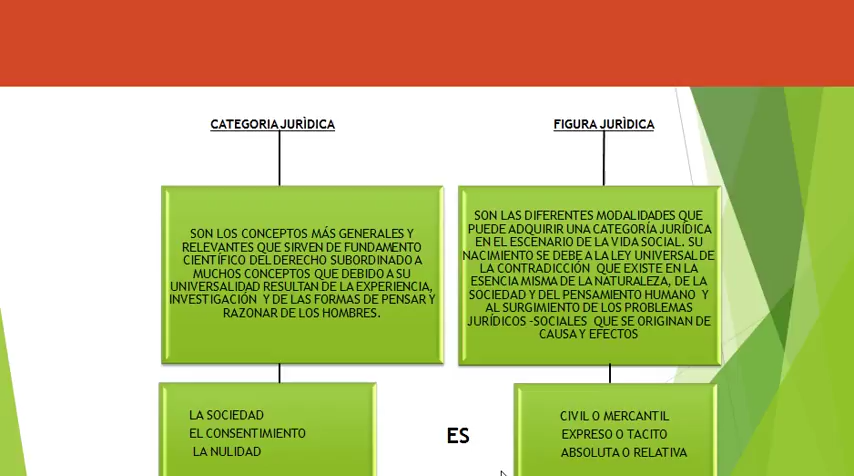 CATEGORIA JURÌDICA
SON LOS CONCEPTOS MÁS GENERALES Y
RELEVANTES QUE SIRVEN DE FUNDAMENTO
CIENTÍFICO DEL DERECHO SUBORDINADO A
MUCHOS CONCEPTOS QUE DEBIDO A SU
UNIVERSALIDAD RESULTAN DE LA EXPERIENCIA,
INVESTIGACIÓN Y DE LAS FORMAS DE PENSAR Y
RAZONAR DE LOS HOMBRES.
LA SOCIEDAD
EL CONSENTIMIENTO
LA NULIDAD
ES
FIGURA JURÌDICA
SON LAS DIFERENTES MODALIDADES QUE
PUEDE ADQUIRIR UNA CATEGORÍA JURÍDICA
EN EL ESCENARIO DE LA VIDA SOCIAL. SU
NACIMIENTO SE DEBE A LA LEY UNIVERSAL DE
LA CONTRADICCIÓN QUE EXISTE EN LA
ESENCIA MISMA DE LA NATURALEZA, DE LA
SOCIEDAD Y DEL PENSAMIENTO HUMANO Y
AL SURGIMIENTO DE LOS PROBLEMAS
JURÍDICOS -SOCIALES QUE SE ORIGINAN DE
CAUSA Y EFECTOS
CIVIL O MERCANTIL
EXPRESO O TACITO
ABSOLUTA O RELATIVA